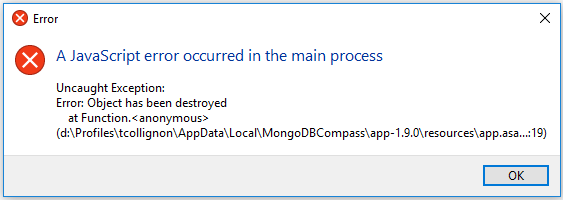 Error
A JavaScript error occurred in the main process
Uncaught Exception:
Error: Object has been destroyed
at Function.<anonymous>
(d:\Profiles\tcollignon\AppData\Local\MongoDBCompass\app-1.9.0\resources\app.asa...:19)
OK